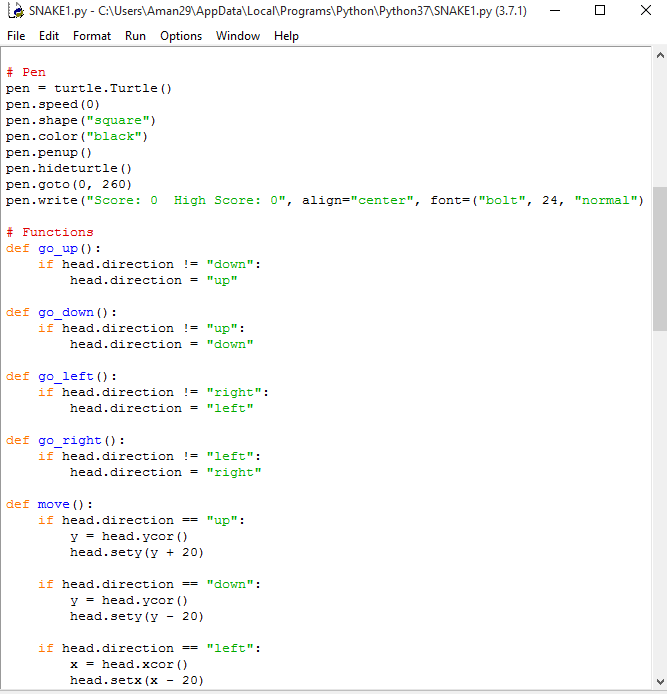 SNAKE1.py - C:\Users\Aman29\AppData\Local\Programs\Python\Python37\SNAKE1.py (3.7.1)
File Edit Format Run Options Window Help
# Pen
pen = turtle.Turtle()
pen.speed(0)
pen.shape("square")
pen.color("black")
pen.penup()
pen.hideturtle()
pen.goto(0, 260)
pen.write("Score: 0  High Score: 0", align="center", font=("bolt", 24, "normal")
# Functions
def go_up():
    if head.direction != "down":
        head.direction = "up"
def go_down():
    if head.direction != "up":
        head.direction = "down"
def go_left():
    if head.direction != "right":
        head.direction = "left"
def go_right():
    if head.direction != "left":
        head.direction = "right"
def move():
    if head.direction == "up":
        y = head.ycor()
        head.sety(y + 20)
    if head.direction == "down":
        y = head.ycor()
        head.sety(y - 20)
    if head.direction == "left":
        x = head.xcor()
        head.setx(x - 20)